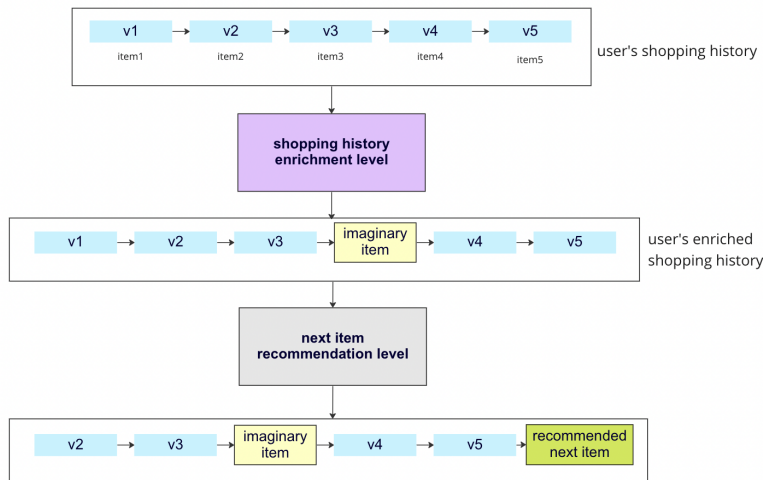 v1 v2 v3 v4 v5
item1 item2 item3 item4 item5
user's shopping history
shopping history
enrichment level
v1 v2 v3 imaginary item v4 v5
user's enriched
shopping history
next item
recommendation level
v2 v3 imaginary item v4 v5 recommended next item